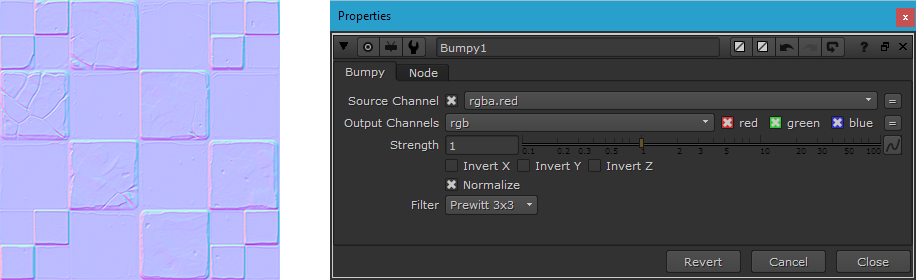 Properties
Bumpy1
Bumpy Node
Source Channel rgba.red =
Output Channels rgb red green blue =
Strength 1 0.1 0.2 0.3 0.5 1 2 3 5 10 20 30 50 100
Invert X Invert Y Invert Z
Normalize
Filter Prewitt 3x3
Revert Cancel Close